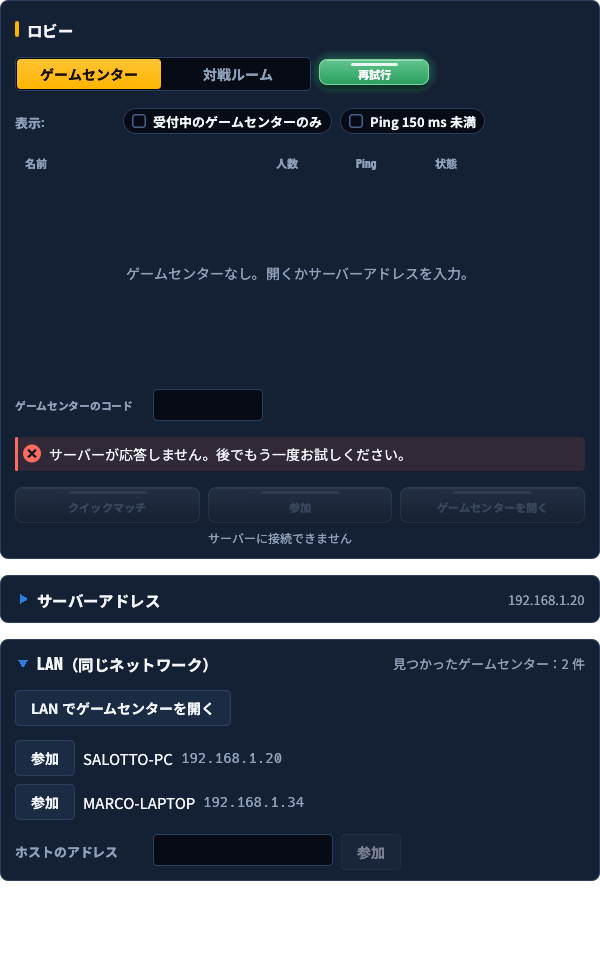 ロビー
ゲームセンター 対戦ルーム 再試行
表示: 受付中のゲームセンターのみ Ping 150 ms 未満
名前 人数 Ping 状態
ゲームセンターなし。開くかサーバーアドレスを入力。
ゲームセンターのコード
サーバーが応答しません。後でもう一度お試しください。
クイックマッチ 参加 ゲームセンターを開く
サーバーに接続できません
サーバーアドレス 192.168.1.20
LAN（同じネットワーク） 見つかったゲームセンター：2 件
LAN でゲームセンターを開く
参加 SALOTTO-PC 192.168.1.20
参加 MARCO-LAPTOP 192.168.1.34
ホストのアドレス 参加